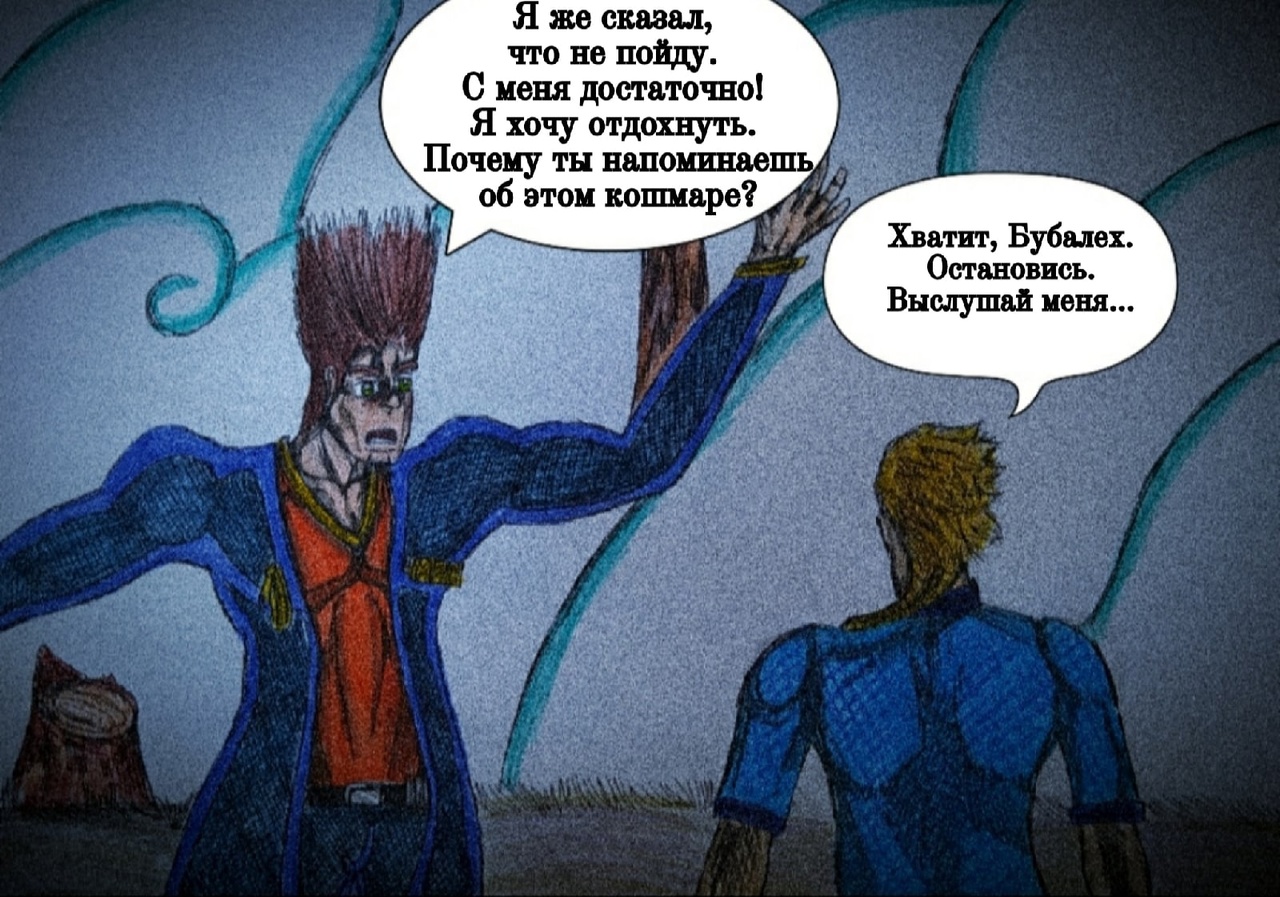 Я же сказал,
что не пойду.
С меня достаточно!
Я хочу отдохнуть.
Почему ты напоминаешь
об этом кошмаре?
Хватит, Бубалех.
Остановись.
Выслушай меня...